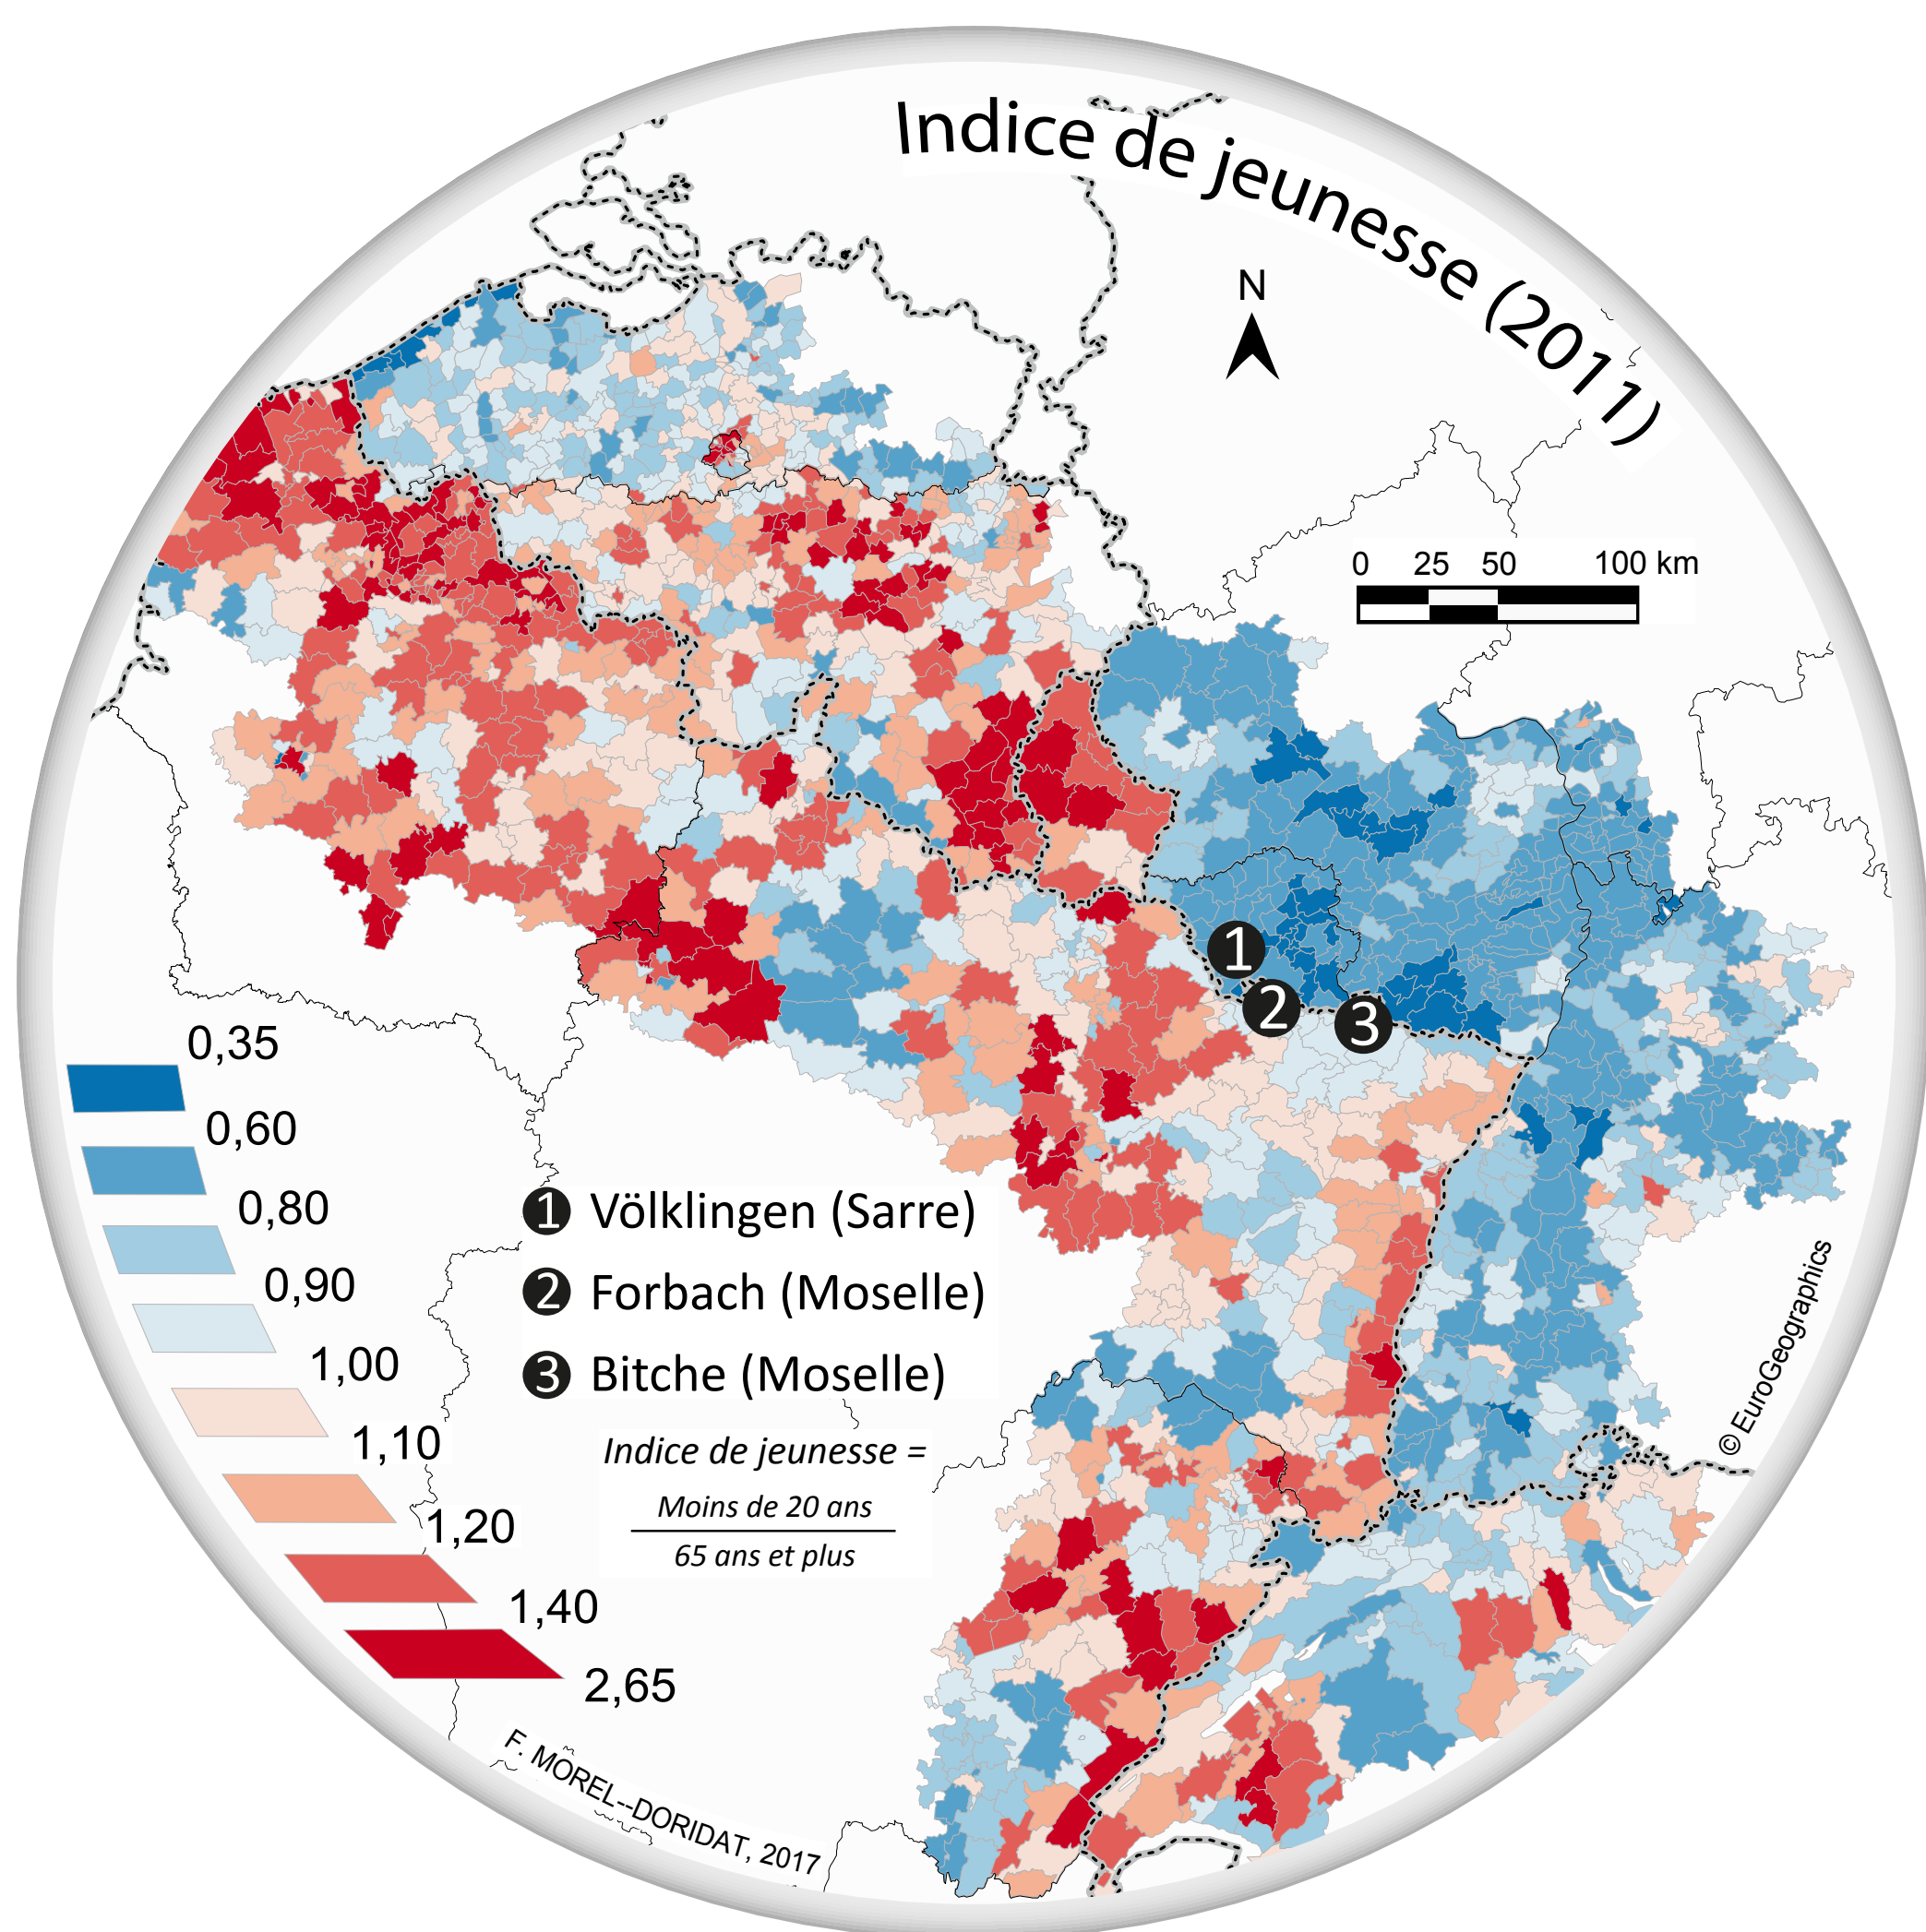 Indice de jeunesse (2011)
N
0 25 50 100 km
0,35
0,60
0,80
0,90
1,00
1,10
1,20
1,40
2,65
1
2
3
1 Völklingen (Sarre)
2 Forbach (Moselle)
3 Bitche (Moselle)
Indice de jeunesse =
Moins de 20 ans
65 ans et plus
© EuroGeographics
F. MOREL--DORIDAT, 2017